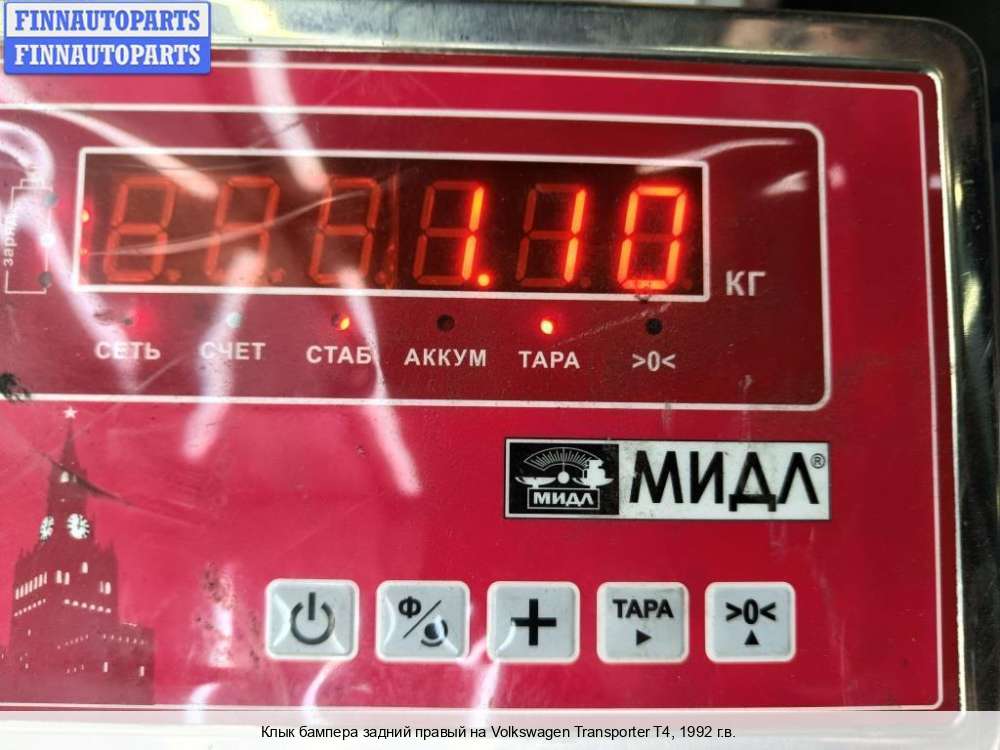 FINNAUTOPARTS
FINNAUTOPARTS
заряд
1.10 КГ
СЕТЬ СЧЕТ СТАБ АККУМ ТАРА >0<
МИДЛ МИДЛ®
Ф ТАРА >0<
Клык бампера задний правый на Volkswagen Transporter T4, 1992 г.в.